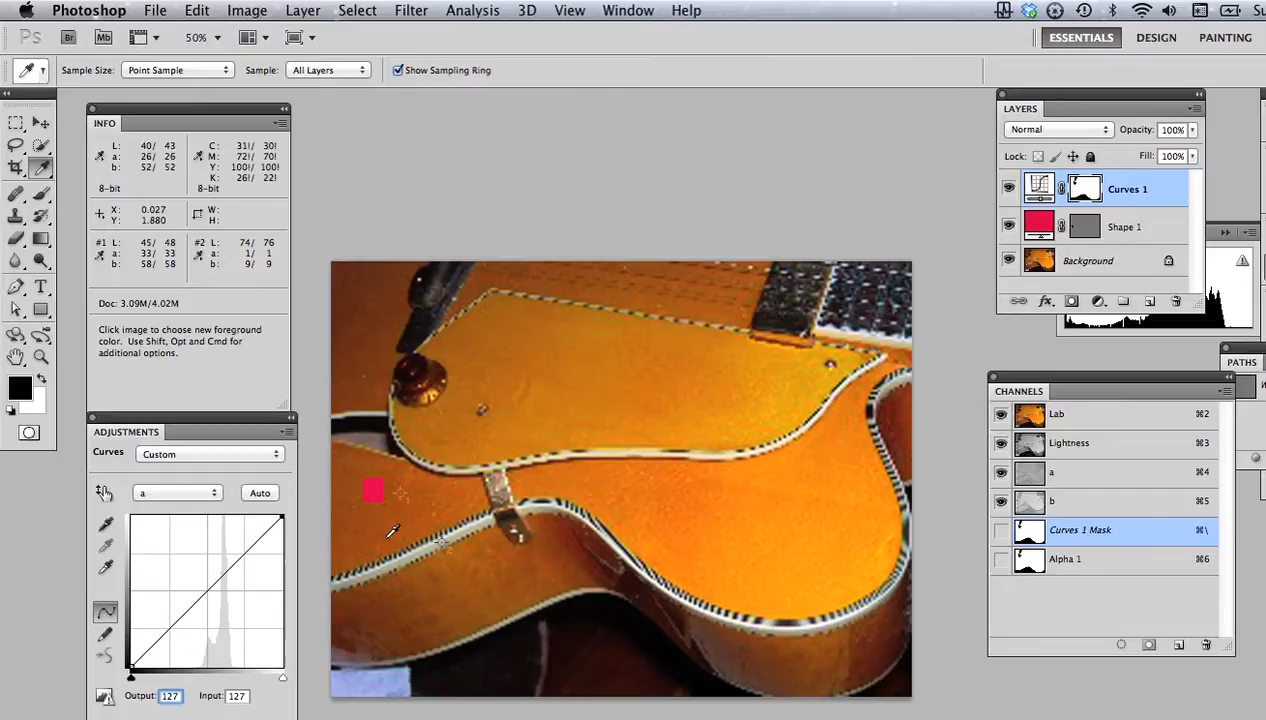 Photoshop File Edit Image Layer Select Filter Analysis 3D View Window Help
Ps Br Mb 50% ESSENTIALS DESIGN PAINTING
Sample Size: Point Sample Sample: All Layers Show Sampling Ring
INFO
L: 40/ 43 C: 31!/ 30!
a: 26/ 26 M: 72!/ 70!
b: 52/ 52 Y: 100!/ 100!
K: 26!/ 22!
8-bit 8-bit
X: 0.027 W:
Y: 1.880 H:
#1 L: 45/ 48 #2 L: 74/ 76
a: 33/ 33 a: 1/ 1
b: 58/ 58 b: 9/ 9
Doc: 3.09M/4.02M
Click image to choose new foreground
color. Use Shift, Opt and Cmd for
additional options.
ADJUSTMENTS
Curves Custom
a Auto
Output: 127 Input: 127
LAYERS
Normal Opacity: 100%
Lock: Fill: 100%
Curves 1
Shape 1
Background
PATHS
CHANNELS
Lab ⌘2
Lightness ⌘3
a ⌘4
b ⌘5
Curves 1 Mask ⌘\
Alpha 1 ⌘6